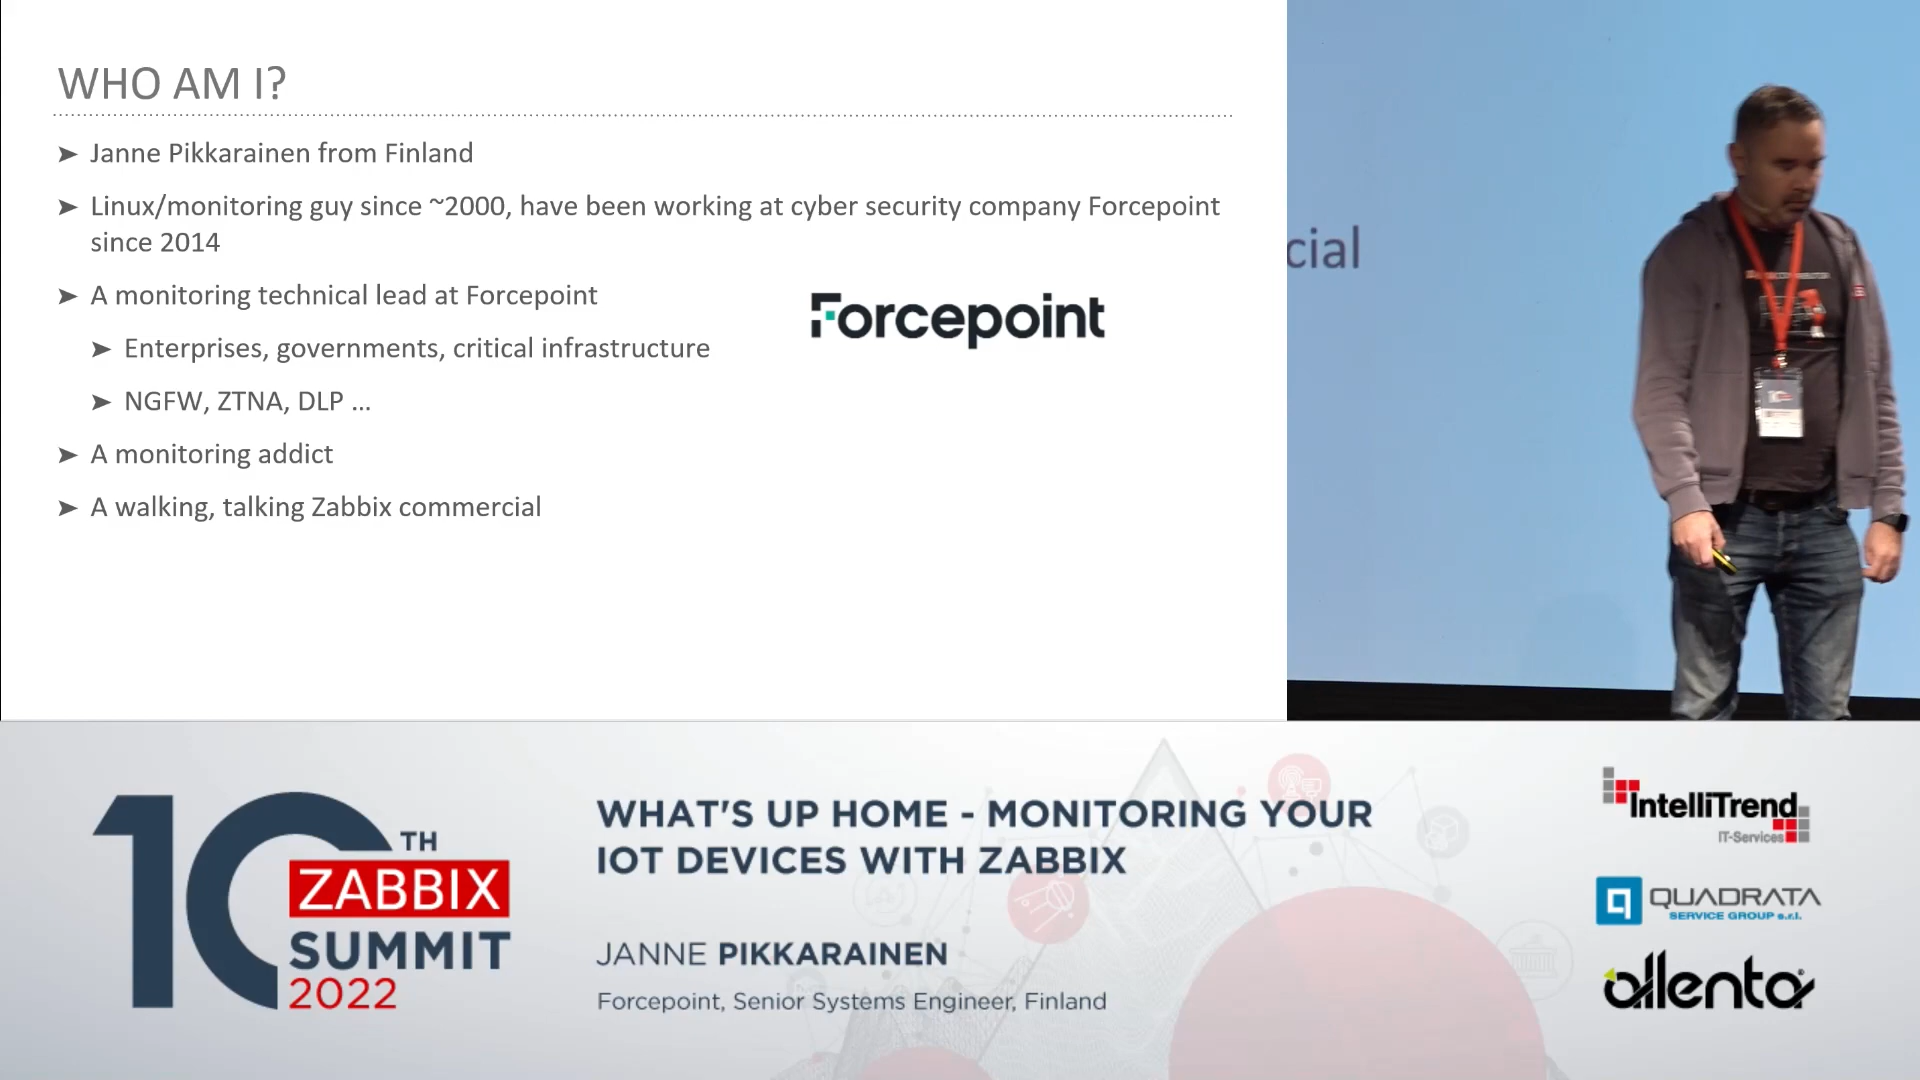 WHO AM I?
➤ Janne Pikkarainen from Finland
➤ Linux/monitoring guy since ~2000, have been working at cyber security company Forcepoint
since 2014
➤ A monitoring technical lead at Forcepoint
➤ Enterprises, governments, critical infrastructure
➤ NGFW, ZTNA, DLP ...
➤ A monitoring addict
➤ A walking, talking Zabbix commercial
Forcepoint
cial
10TH
ZABBIX
SUMMIT
2022
WHAT'S UP HOME - MONITORING YOUR
IOT DEVICES WITH ZABBIX
JANNE PIKKARAINEN
Forcepoint, Senior Systems Engineer, Finland
IntelliTrend
IT-Services
QUADRATA
SERVICE GROUP s.r.l.
allenta